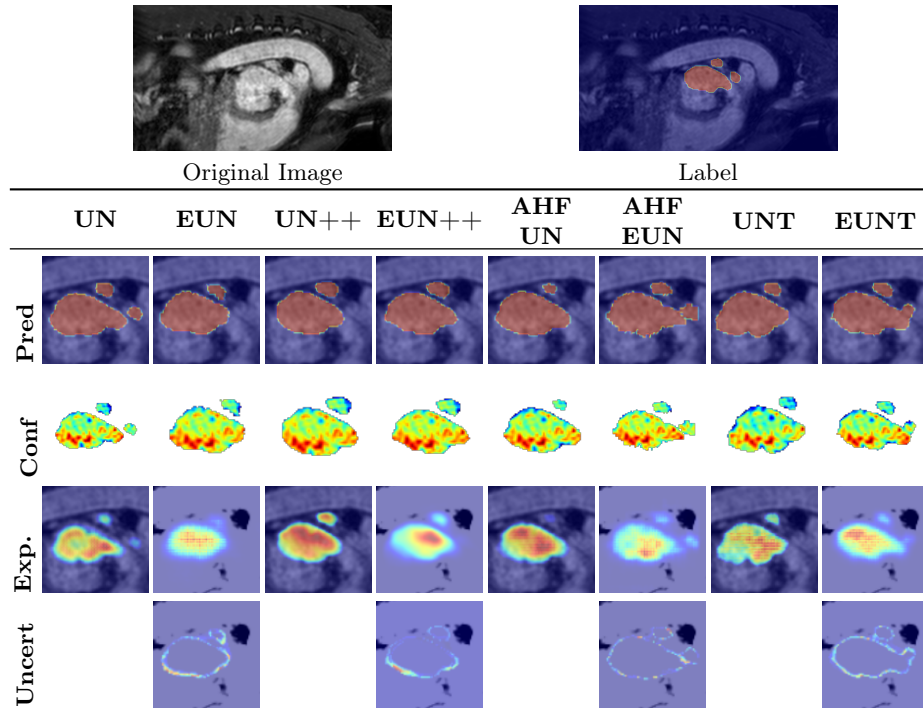 Original Image
Label
UN EUN UN++ EUN++ AHF UN AHF EUN UNT EUNT
Pred
Conf
Exp.
Uncert